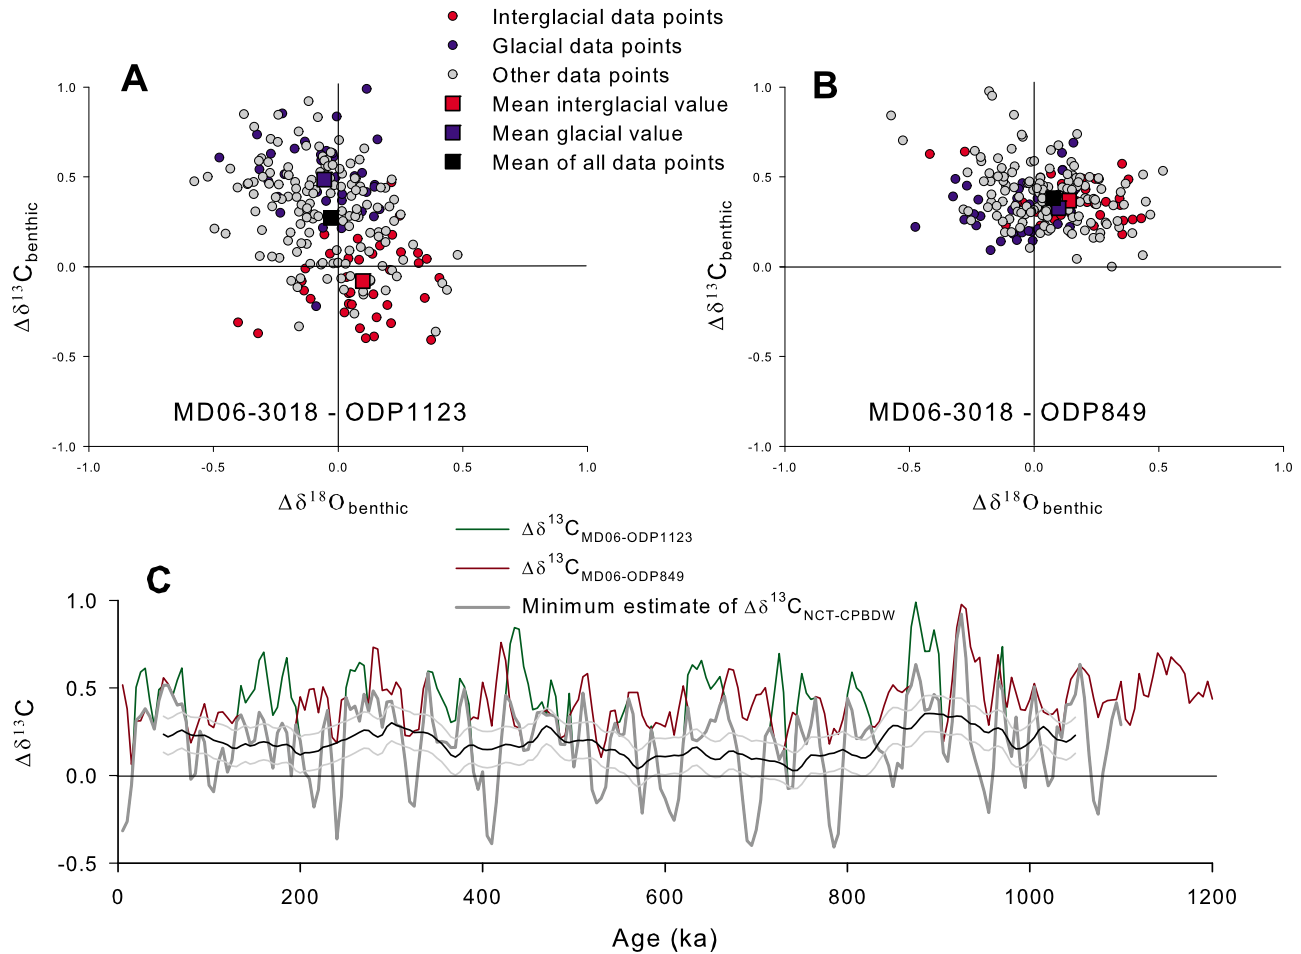 Interglacial data points
Glacial data points
Other data points
Mean interglacial value
Mean glacial value
Mean of all data points
A
1.0
0.5
0.0
-0.5
-1.0
Δδ¹³C benthic
MD06-3018 - ODP1123
-1.0 -0.5 0.0 0.5 1.0
Δδ¹⁸O benthic
B
1.0
0.5
0.0
-0.5
-1.0
Δδ¹³C benthic
MD06-3018 - ODP849
-1.0 -0.5 0.0 0.5 1.0
Δδ¹⁸O benthic
Δδ¹³C MD06-ODP1123
Δδ¹³C MD06-ODP849
Minimum estimate of Δδ¹³C NCT-CPBDW
C
1.0
0.5
0.0
-0.5
Δδ¹³C
0 200 400 600 800 1000 1200
Age (ka)